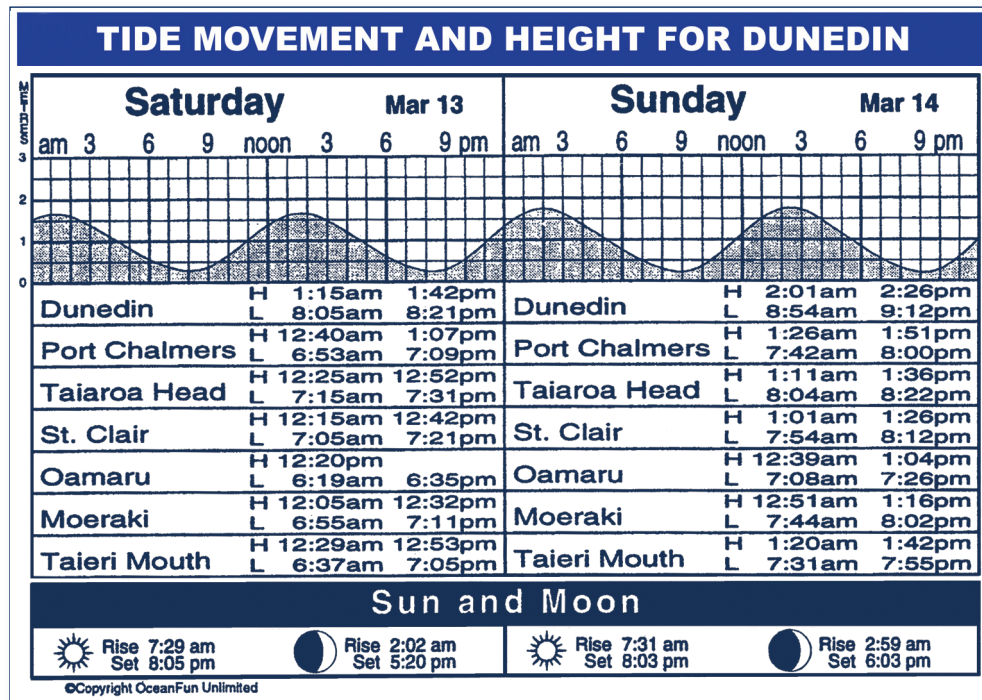 TIDE MOVEMENT AND HEIGHT FOR DUNEDIN
METRES
Saturday Mar 13
am 3 6 9 noon 3 6 9 pm
Sunday Mar 14
am 3 6 9 noon 3 6 9 pm
3
2
1
0
Dunedin H 1:15am 1:42pm
L 8:05am 8:21pm
Port Chalmers H 12:40am 1:07pm
L 6:53am 7:09pm
Taiaroa Head H 12:25am 12:52pm
L 7:15am 7:31pm
St. Clair H 12:15am 12:42pm
L 7:05am 7:21pm
Oamaru H 12:20pm
L 6:19am 6:35pm
Moeraki H 12:05am 12:32pm
L 6:55am 7:11pm
Taieri Mouth H 12:29am 12:53pm
L 6:37am 7:05pm
Dunedin H 2:01am 2:26pm
L 8:54am 9:12pm
Port Chalmers H 1:26am 1:51pm
L 7:42am 8:00pm
Taiaroa Head H 1:11am 1:36pm
L 8:04am 8:22pm
St. Clair H 1:01am 1:26pm
L 7:54am 8:12pm
Oamaru H 12:39am 1:04pm
L 7:08am 7:26pm
Moeraki H 12:51am 1:16pm
L 7:44am 8:02pm
Taieri Mouth H 1:20am 1:42pm
L 7:31am 7:55pm
Sun and Moon
Rise 7:29 am
Set 8:05 pm
Rise 2:02 am
Set 5:20 pm
Rise 7:31 am
Set 8:03 pm
Rise 2:59 am
Set 6:03 pm
©Copyright OceanFun Unlimited